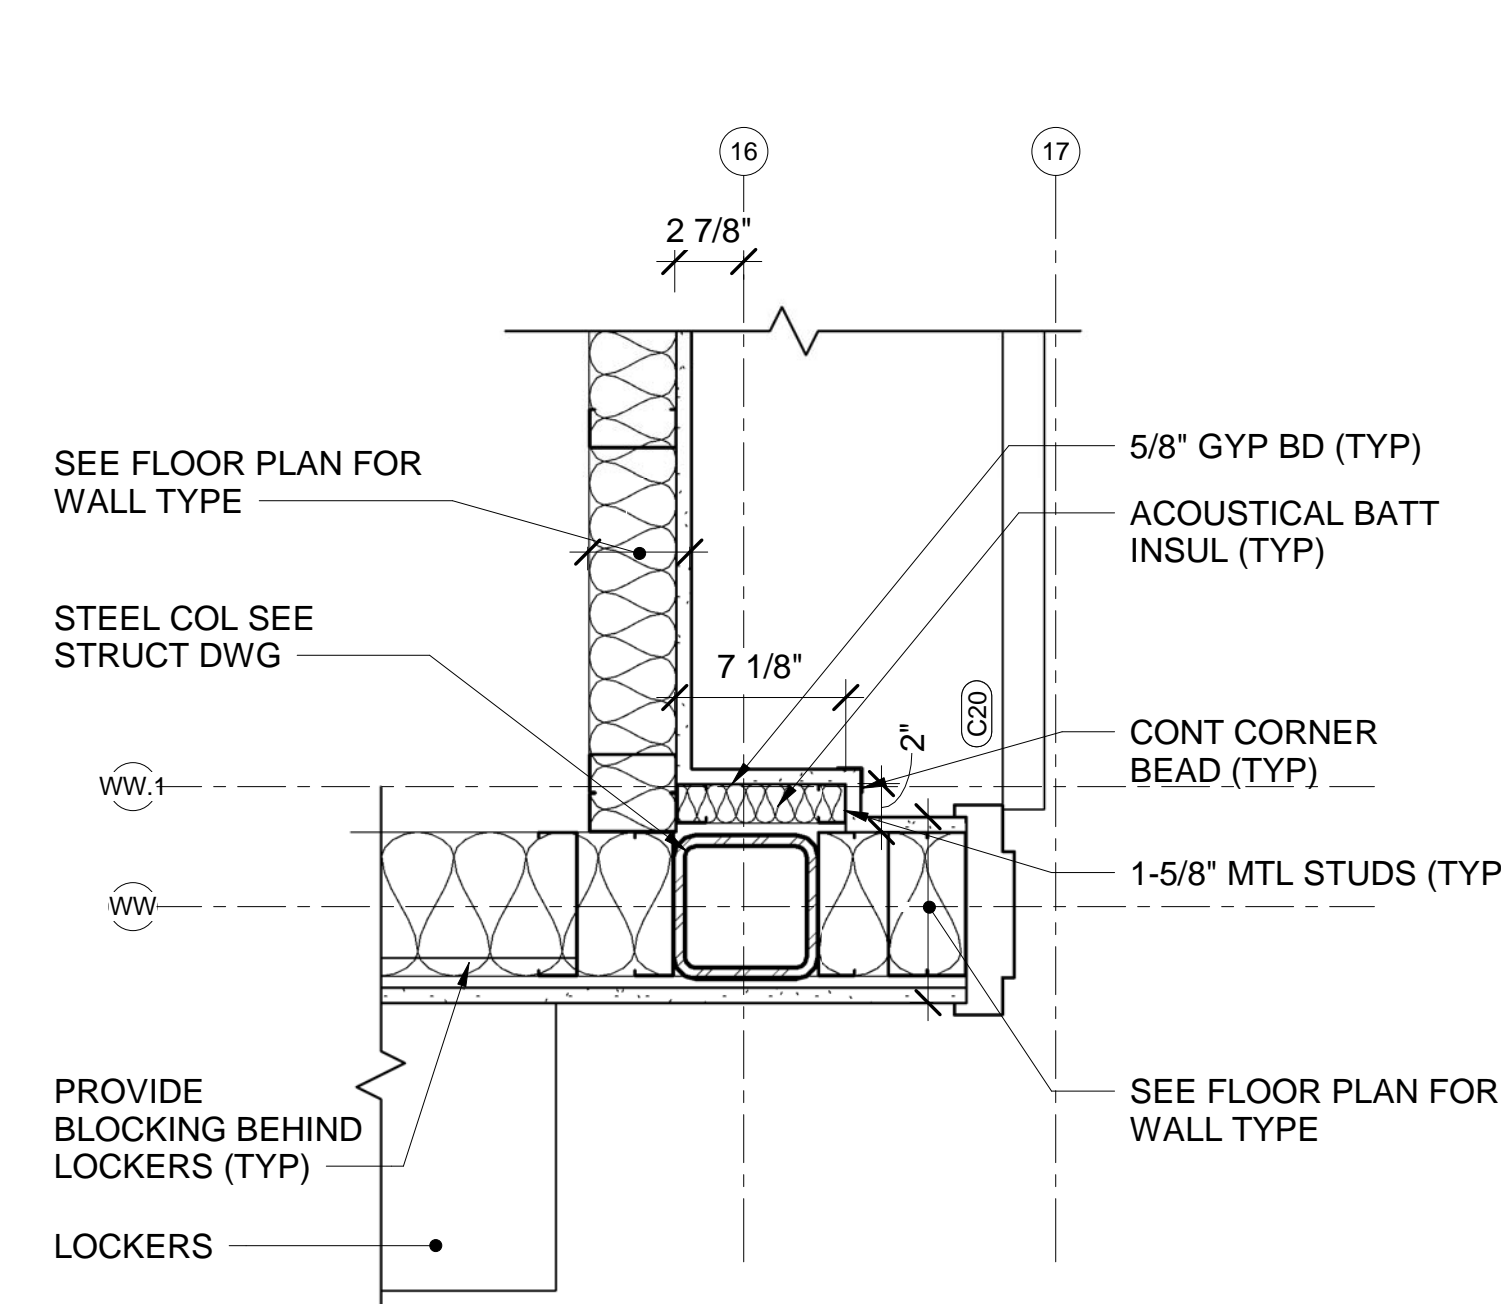 16
17
2 7/8"
SEE FLOOR PLAN FOR
WALL TYPE
5/8" GYP BD (TYP)
ACOUSTICAL BATT
INSUL (TYP)
STEEL COL SEE
STRUCT DWG
7 1/8"
C20
2"
CONT CORNER
BEAD (TYP)
WW.1
1-5/8" MTL STUDS (TYP
WW
PROVIDE
BLOCKING BEHIND
LOCKERS (TYP)
SEE FLOOR PLAN FOR
WALL TYPE
LOCKERS